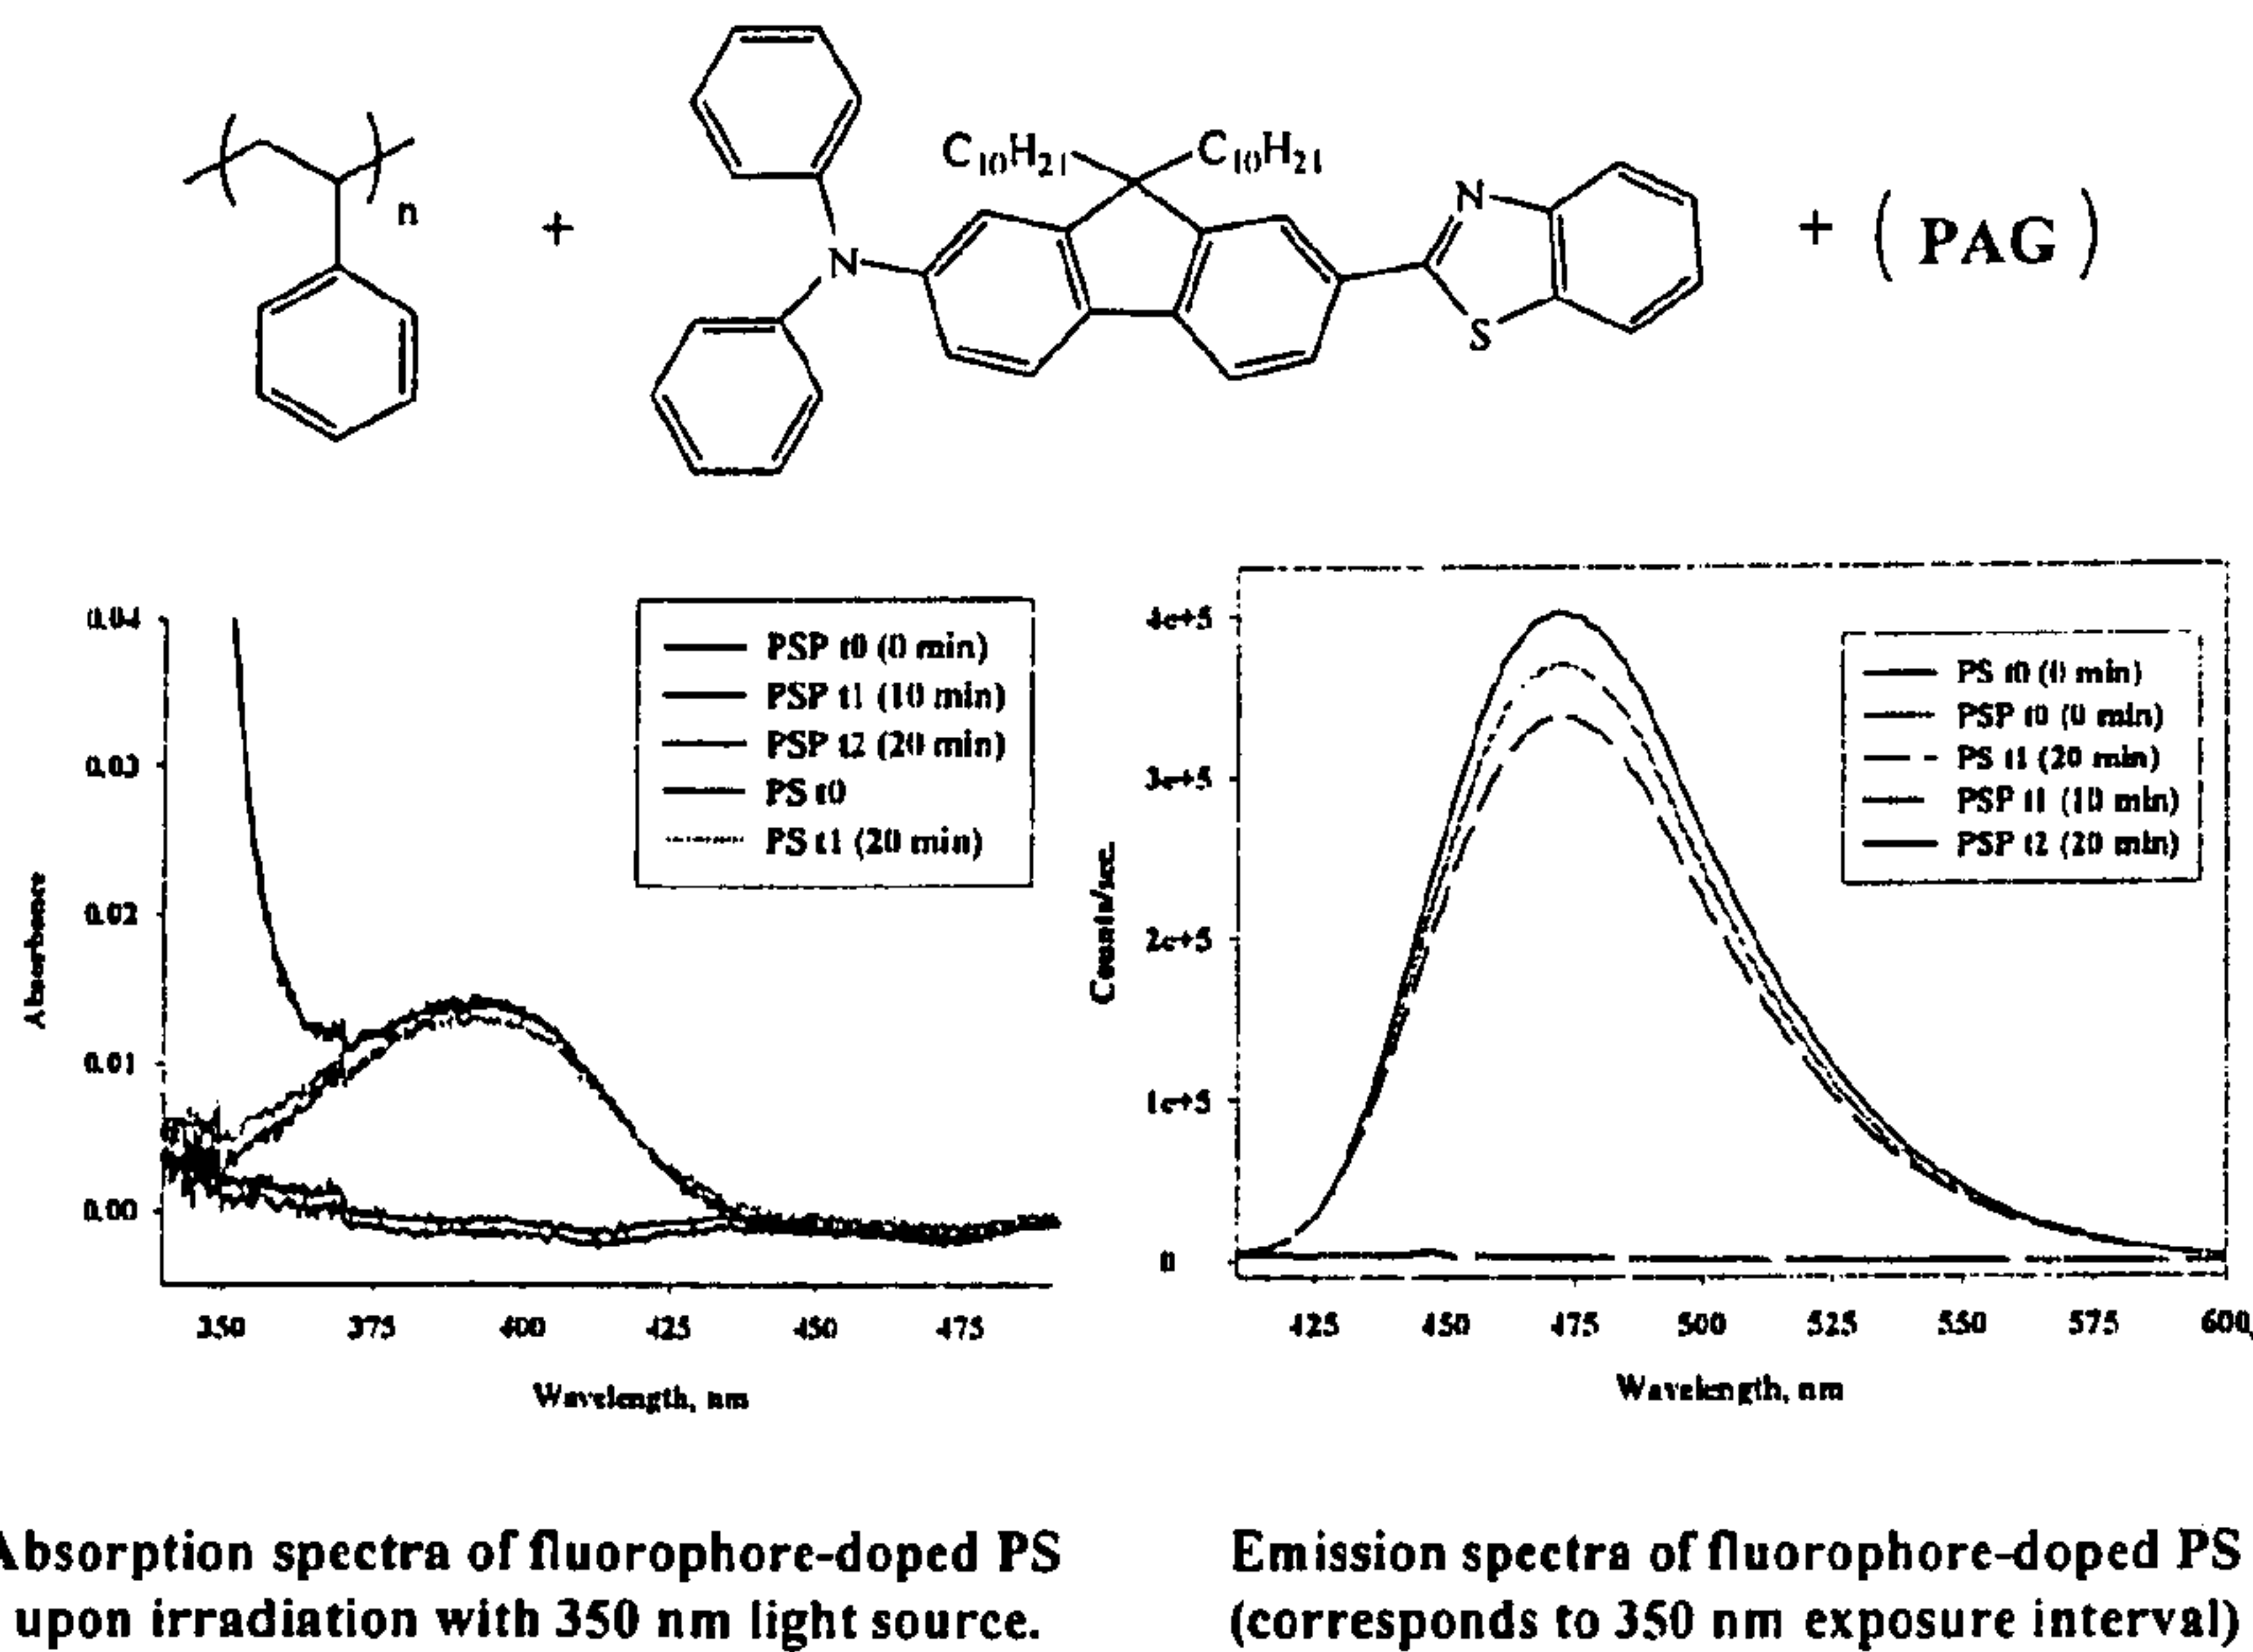 n
+
N
C10H21
C10H21
N
S
+
( PAG )
0.04
0.03
0.02
0.01
0.00
Absorbance
PSP t0 (0 min)
PSP t1 (10 min)
PSP t2 (20 min)
PS t0
PS t1 (20 min)
350 375 400 425 450 475
Wavelength, nm
4e+5
3e+5
2e+5
1e+5
0
Counts/sec.
PS t0 (0 min)
PSP t0 (0 min)
PS t1 (20 min)
PSP t1 (10 min)
PSP t2 (20 min)
425 450 475 500 525 550 575 600
Wavelength, nm
Absorption spectra of fluorophore-doped PS
upon irradiation with 350 nm light source.
Emission spectra of fluorophore-doped PS
(corresponds to 350 nm exposure interval)